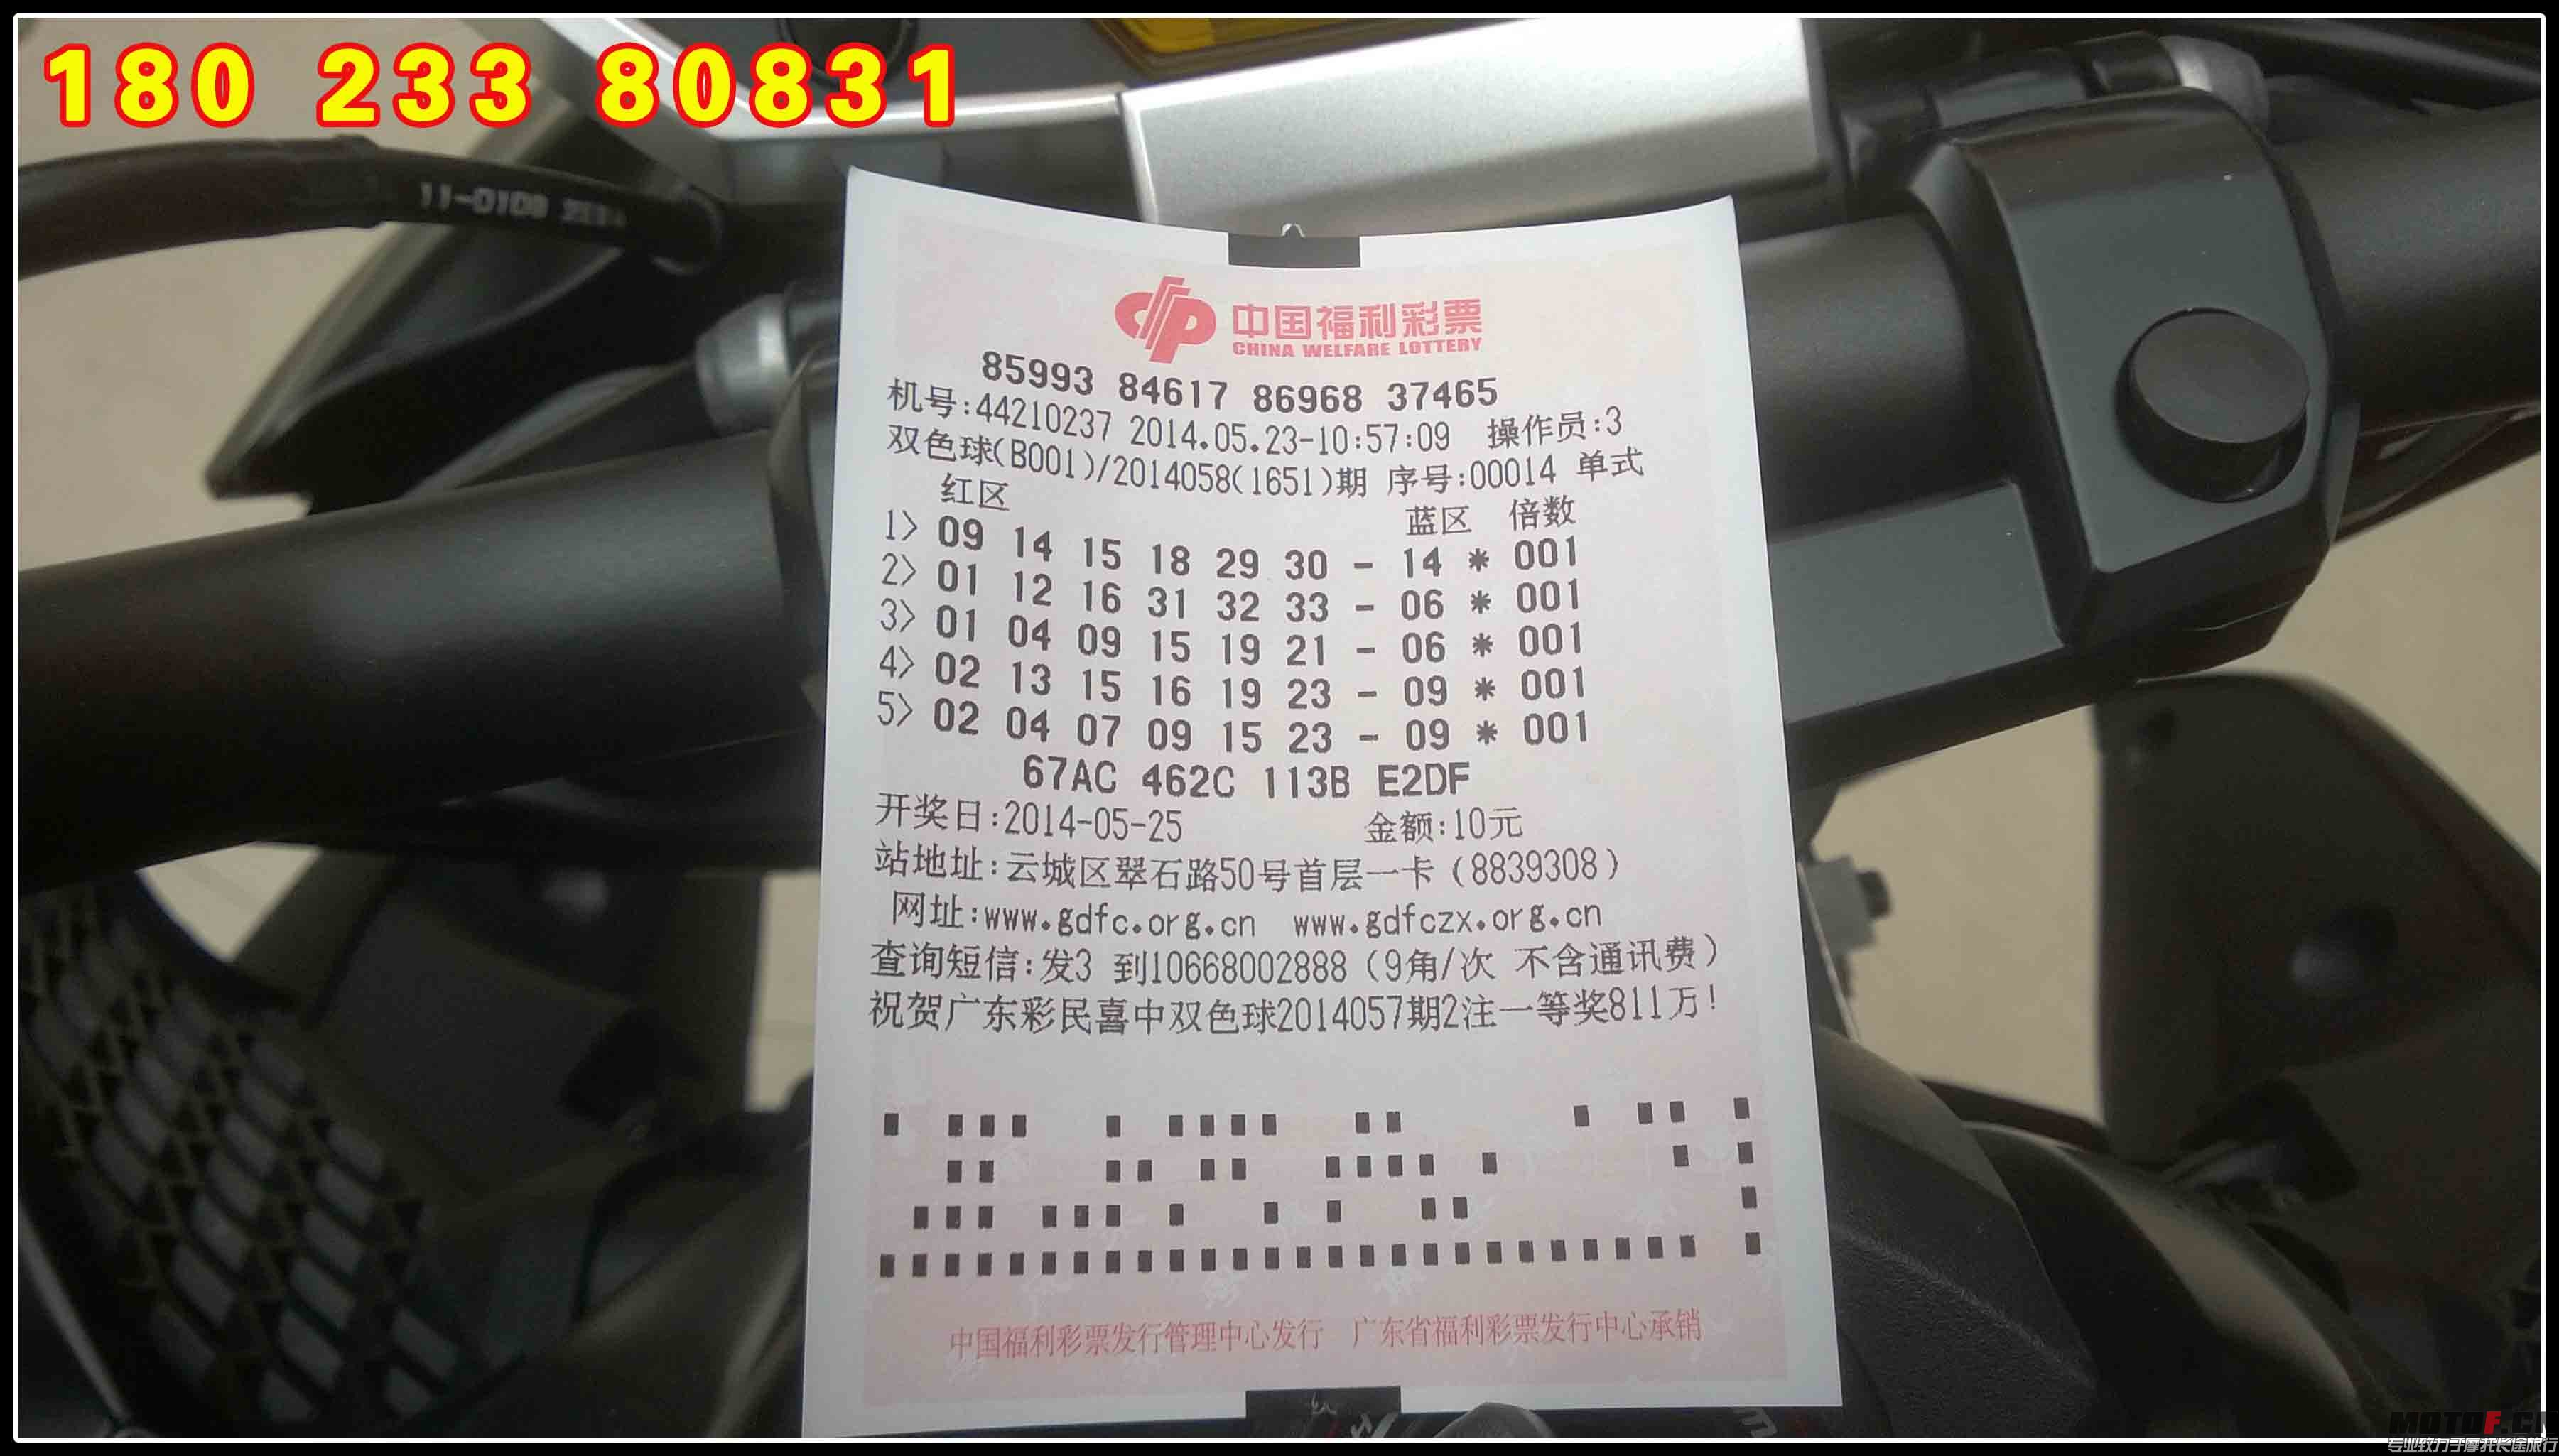 180 233 80831
11-0100
中国福利彩票
CHINA WELFARE LOTTERY
85993 84617 86968 37465
机号:44210237 2014.05.23-10:57:09 操作员:3
双色球(B001)/2014058(1651)期 序号:00014 单式
红区 蓝区 倍数
1> 09 14 15 18 29 30 - 14 * 001
2> 01 12 16 31 32 33 - 06 * 001
3> 01 04 09 15 19 21 - 06 * 001
4> 02 13 15 16 19 23 - 09 * 001
5> 02 04 07 09 15 23 - 09 * 001
67AC 462C 113B E2DF
开奖日:2014-05-25 金额:10元
站地址:云城区翠石路50号首层一卡(8839308)
网址:www.gdfc.org.cn www.gdfczx.org.cn
查询短信:发3 到10668002888(9角/次 不含通讯费)
祝贺广东彩民喜中双色球2014057期2注一等奖811万!
中国福利彩票发行管理中心发行 广东省福利彩票发行中心承销
MOTOF.CN
专业致力于摩托长途旅行